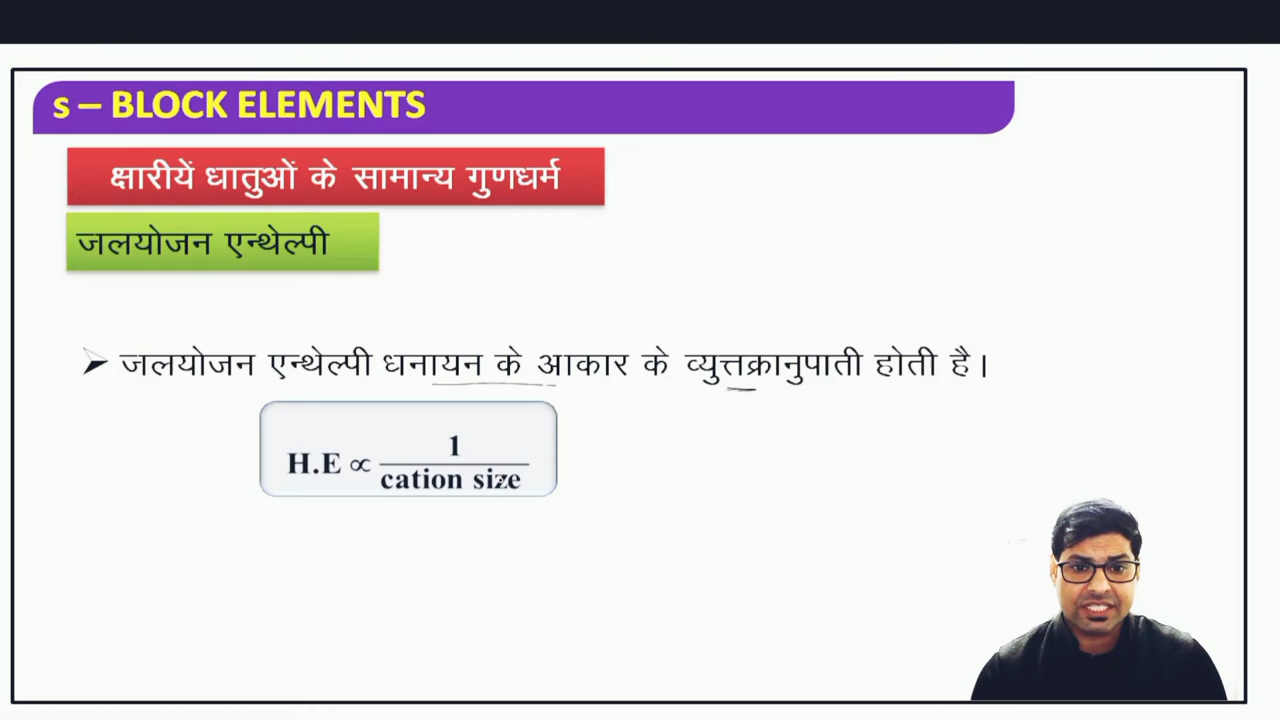 s – BLOCK ELEMENTS
क्षारीयें धातुओं के सामान्य गुणधर्म
जलयोजन एन्थेल्पी
➢ जलयोजन एन्थेल्पी धनायन के आकार के व्युत्तक्रानुपाती होती है।
H.E ∝ 1/cation size